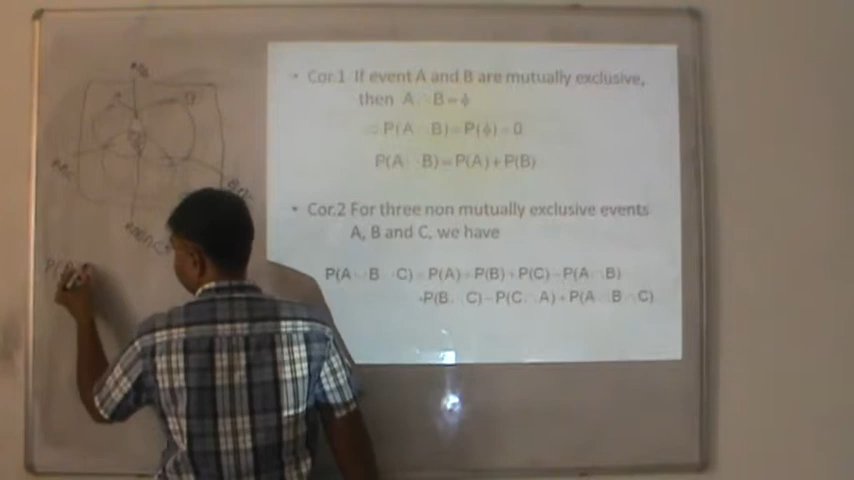 • Cor.1 If event A and B are mutually exclusive,
then A B = ϕ
P(A B) = P(ϕ) = 0
P(A B) = P(A) + P(B)
• Cor.2 For three non mutually exclusive events
A, B and C, we have
P(A B C) = P(A) + P(B) + P(C) - P(A B)
-P(B C) - P(C A) + P(A B C)
P(A